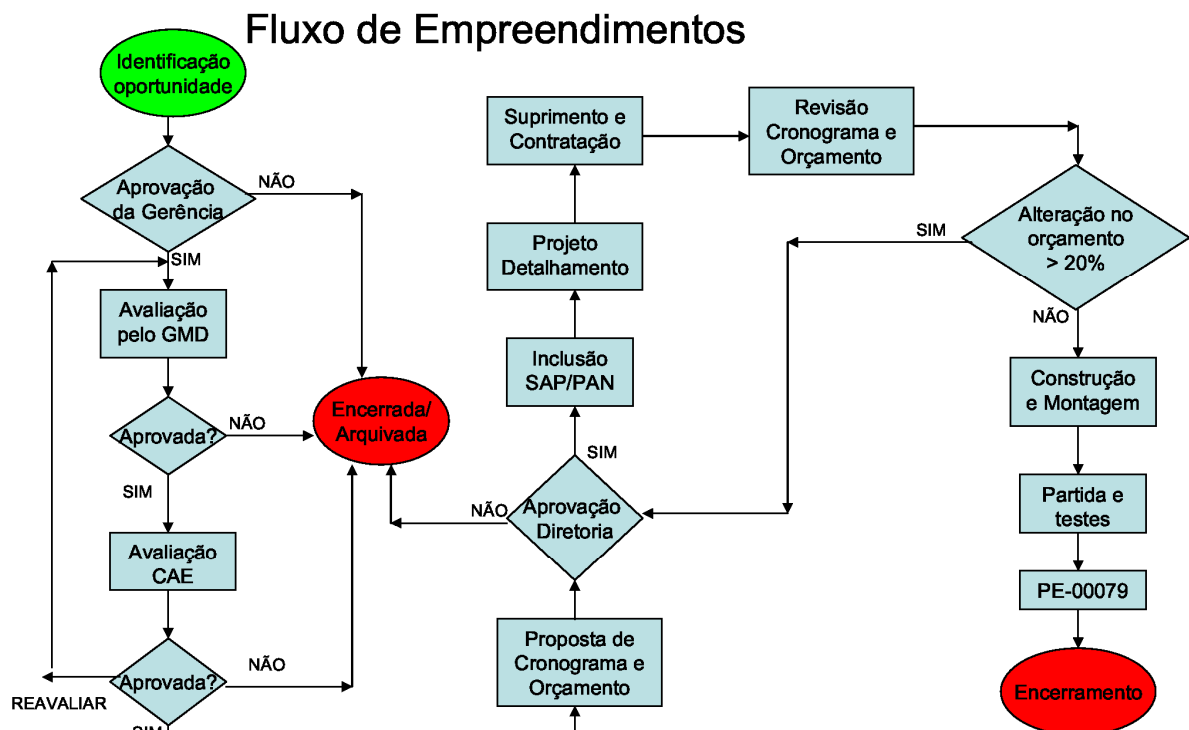 Fluxo de Empreendimentos
Identificação
oportunidade
Aprovação
da Gerência
NÃO
SIM
Avaliação
pelo GMD
Aprovada?
NÃO
SIM
Avaliação
CAE
Aprovada?
NÃO
REAVALIAR
SIM
Encerrada/
Arquivada
Suprimento e
Contratação
Projeto
Detalhamento
Inclusão
SAP/PAN
SIM
Aprovação
Diretoria
NÃO
Proposta de
Cronograma e
Orçamento
Revisão
Cronograma e
Orçamento
Alteração no
orçamento
> 20%
SIM
NÃO
Construção
e Montagem
Partida e
testes
PE-00079
Encerramento